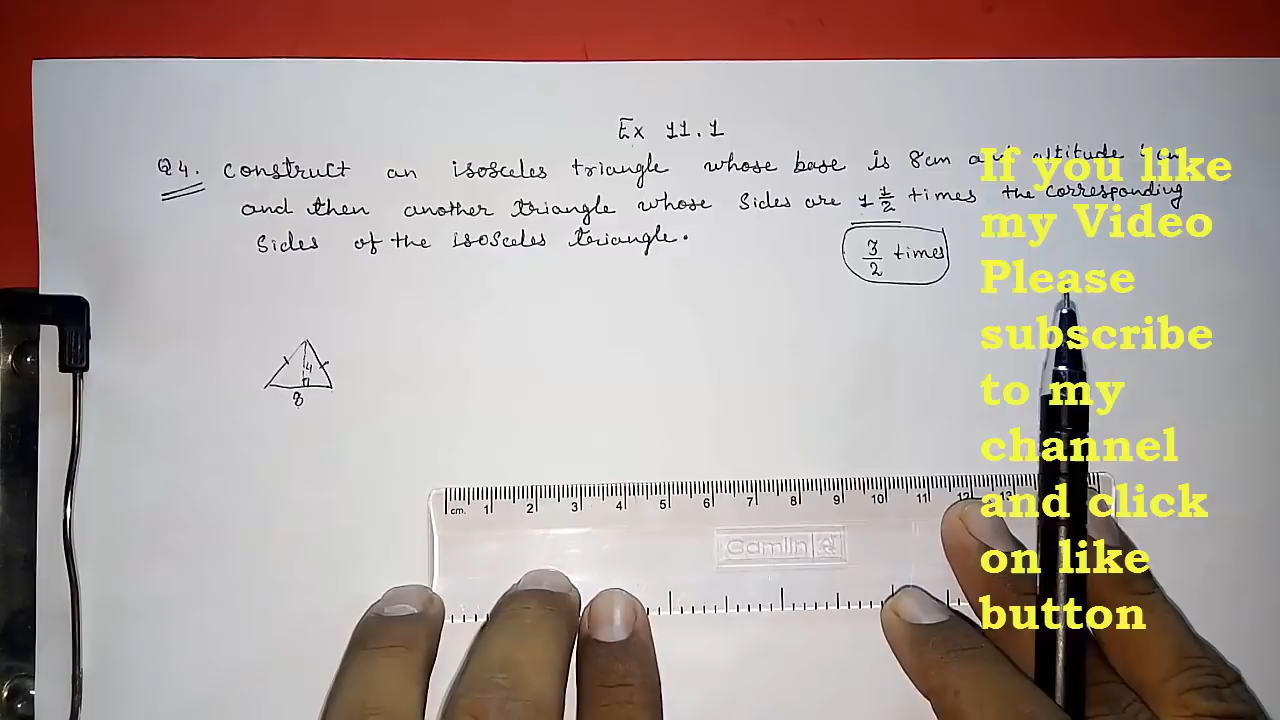 Ex 11.1
Q4. Construct an isosceles triangle whose base is 8cm altitude
and then another triangle whose sides are 1 1/2 times the corresponding
sides of the isosceles triangle.
3/2 times
4
8
cm. 1 2 3 4 5 6 7 8 9 10 11 12 13
Camlin
If you like
my Video
Please
subscribe
to my
channel
and click
on like
button